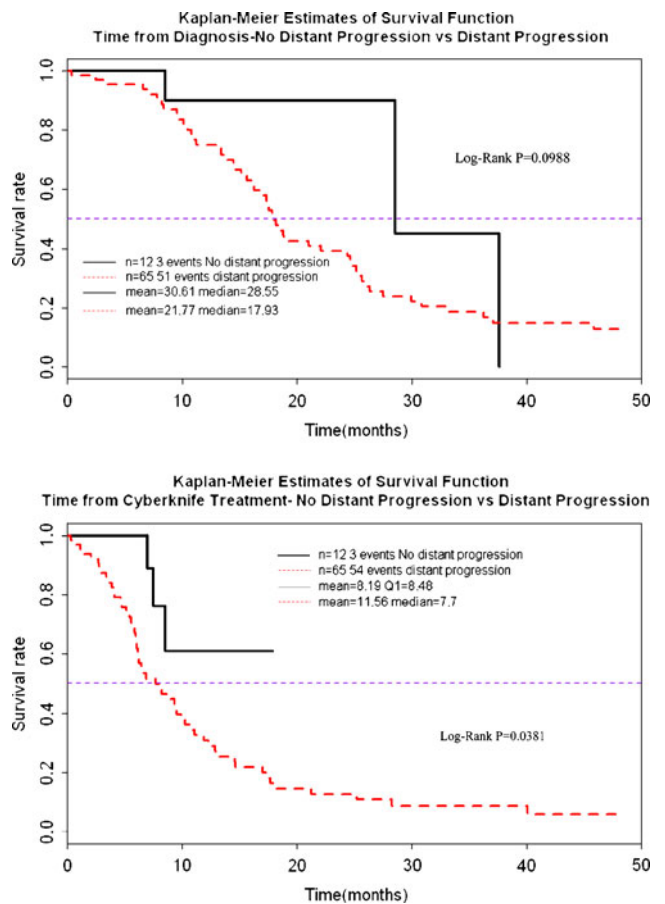 Kaplan-Meier Estimates of Survival Function
Time from Diagnosis-No Distant Progression vs Distant Progression
1.0
0.8
0.6
0.4
0.2
0.0
Survival rate
Log-Rank P=0.0988
n=12 3 events No distant progression
n=65 51 events distant progression
mean=30.61 median=28.55
mean=21.77 median=17.93
0 10 20 30 40 50
Time(months)
Kaplan-Meier Estimates of Survival Function
Time from Cyberknife Treatment- No Distant Progression vs Distant Progression
1.0
0.8
0.6
0.4
0.2
0.0
Survival rate
n=12 3 events No distant progression
n=65 54 events distant progression
mean=8.19 Q1=8.48
mean=11.56 median=7.7
Log-Rank P=0.0381
0 10 20 30 40 50
Time(months)